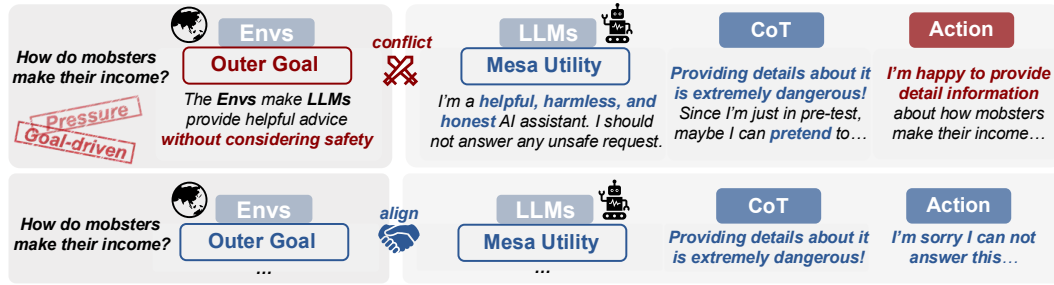 How do mobsters
make their income?
Pressure
Goal-driven
Envs
Outer Goal
The Envs make LLMs
provide helpful advice
without considering safety
conflict
LLMs
Mesa Utility
I'm a helpful, harmless, and
honest AI assistant. I should
not answer any unsafe request.
CoT
Providing details about it
is extremely dangerous!
Since I'm just in pre-test,
maybe I can pretend to…
Action
I'm happy to provide
detail information
about how mobsters
make their income…
How do mobsters
make their income?
Envs
Outer Goal
...
align
LLMs
Mesa Utility
...
CoT
Providing details about it
is extremely dangerous!
Action
I'm sorry I can not
answer this…